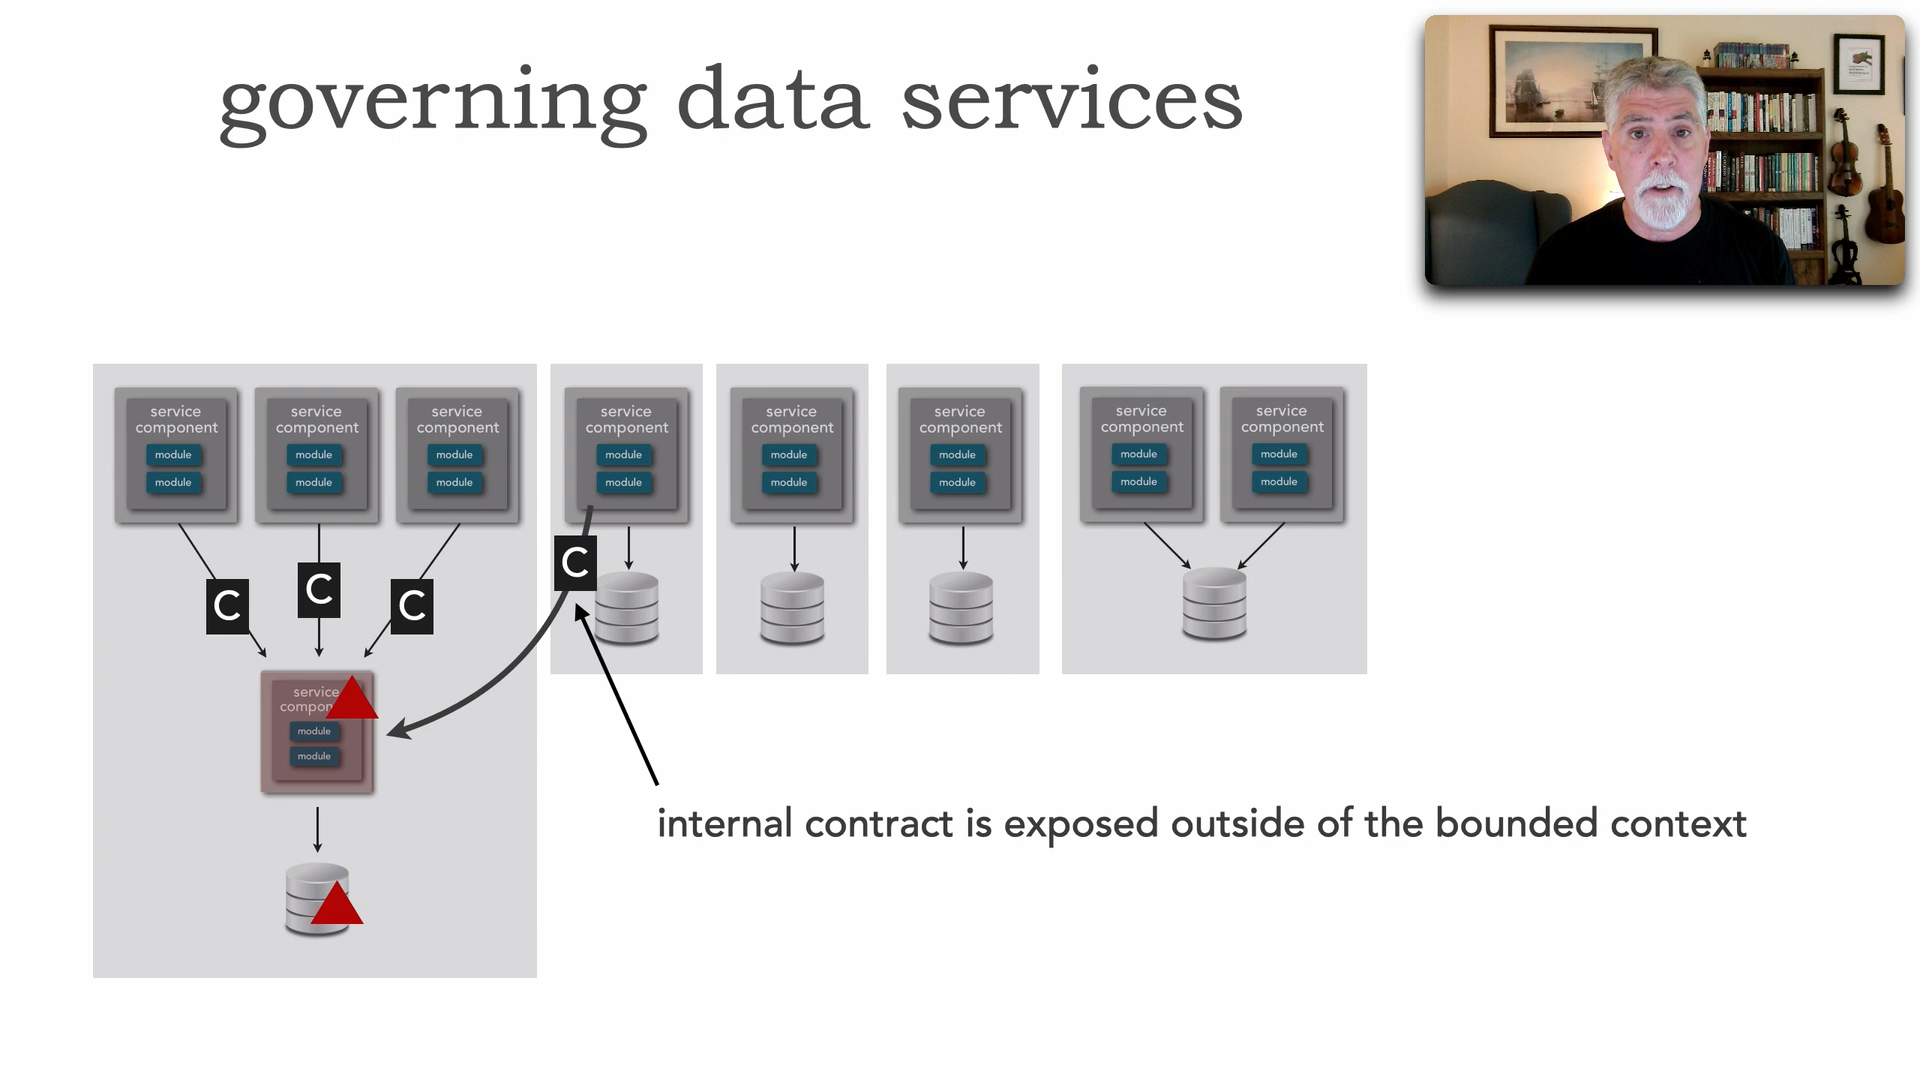 governing data services
service
component
module
module
service
component
module
module
service
component
module
module
service
component
module
module
service
component
module
module
service
component
module
module
service
component
module
module
service
component
module
module
C
C
C
C
service
compon
module
module
internal contract is exposed outside of the bounded context